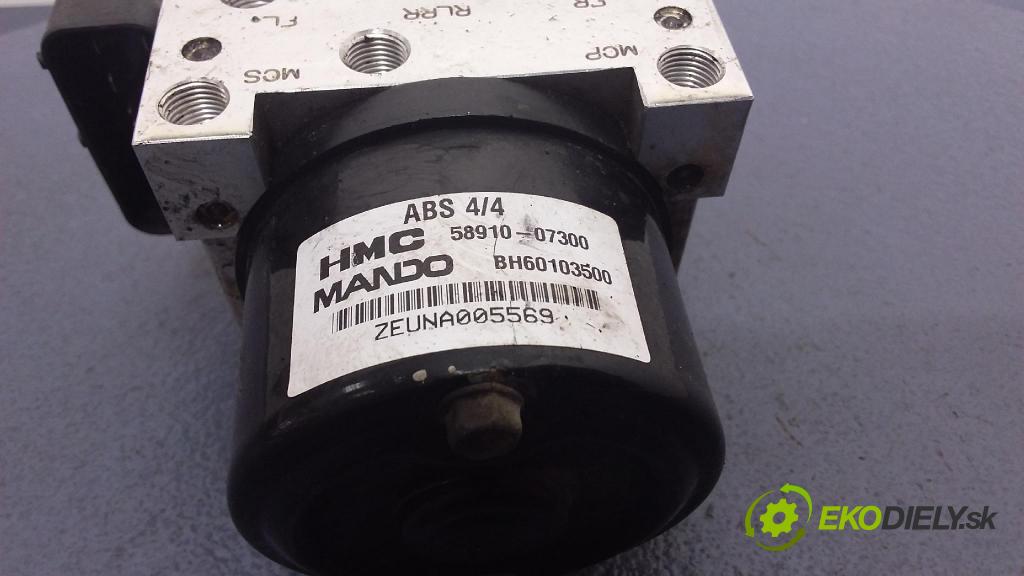 FL RLRR FR
MCS MCP
ABS 4/4
HMC 58910-07300
MANDO BH60103500
ZEUNA005569
EKODIELY.sk